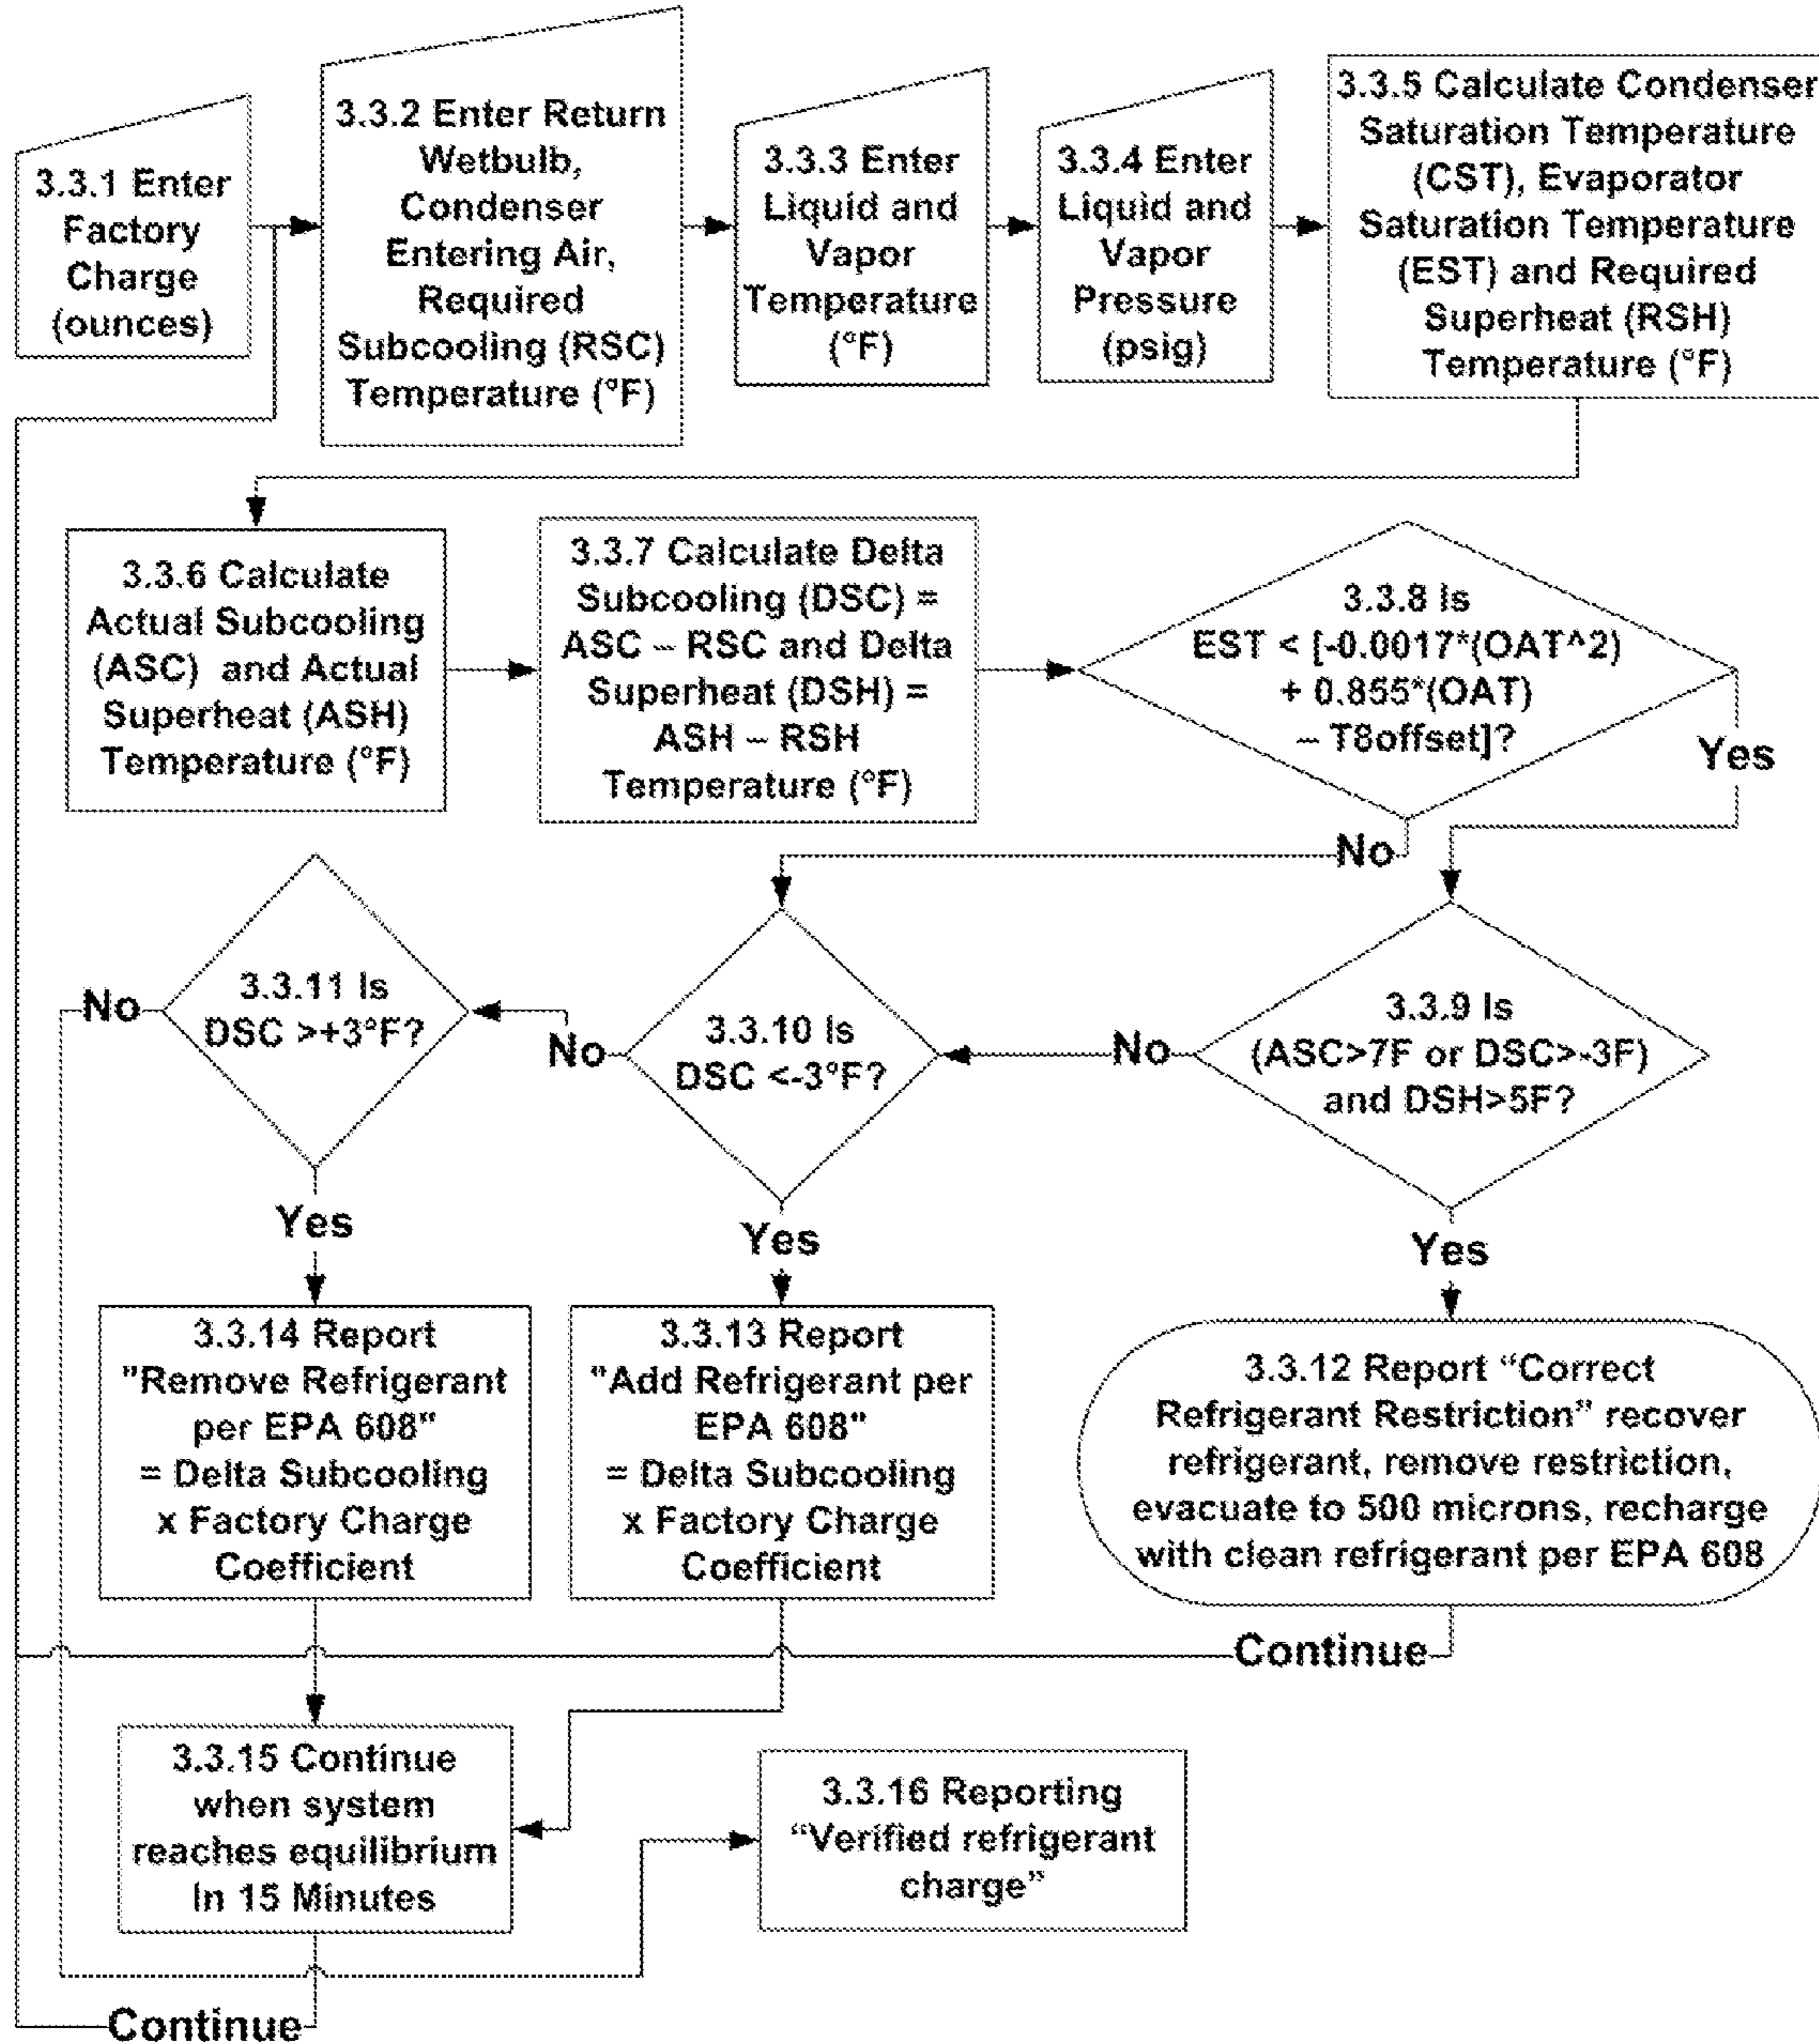 3.3.1 Enter
Factory
Charge
(ounces)
3.3.2 Enter Return
Wetbulb,
Condenser
Entering Air,
Required
Subcooling (RSC)
Temperature (°F)
3.3.3 Enter
Liquid and
Vapor
Temperature
(°F)
3.3.4 Enter
Liquid and
Vapor
Pressure
(psig)
3.3.5 Calculate Condenser
Saturation Temperature
(CST), Evaporator
Saturation Temperature
(EST) and Required
Superheat (RSH)
Temperature (°F)
3.3.6 Calculate
Actual Subcooling
(ASC) and Actual
Superheat (ASH)
Temperature (°F)
3.3.7 Calculate Delta
Subcooling (DSC) =
ASC – RSC and Delta
Superheat (DSH) =
ASH – RSH
Temperature (°F)
3.3.8 Is
EST < [-0.0017*(OAT^2)
+ 0.855*(OAT)
– T8offset]?
Yes
No
3.3.9 Is
(ASC>7F or DSC>-3F)
and DSH>5F?
No
3.3.10 Is
DSC <-3°F?
No
3.3.11 Is
DSC >+3°F?
No
Yes
Yes
Yes
3.3.14 Report
"Remove Refrigerant
per EPA 608"
= Delta Subcooling
x Factory Charge
Coefficient
3.3.13 Report
"Add Refrigerant per
EPA 608"
= Delta Subcooling
x Factory Charge
Coefficient
3.3.12 Report “Correct
Refrigerant Restriction” recover
refrigerant, remove restriction,
evacuate to 500 microns, recharge
with clean refrigerant per EPA 608
Continue
3.3.15 Continue
when system
reaches equilibrium
In 15 Minutes
3.3.16 Reporting
“Verified refrigerant
charge”
Continue